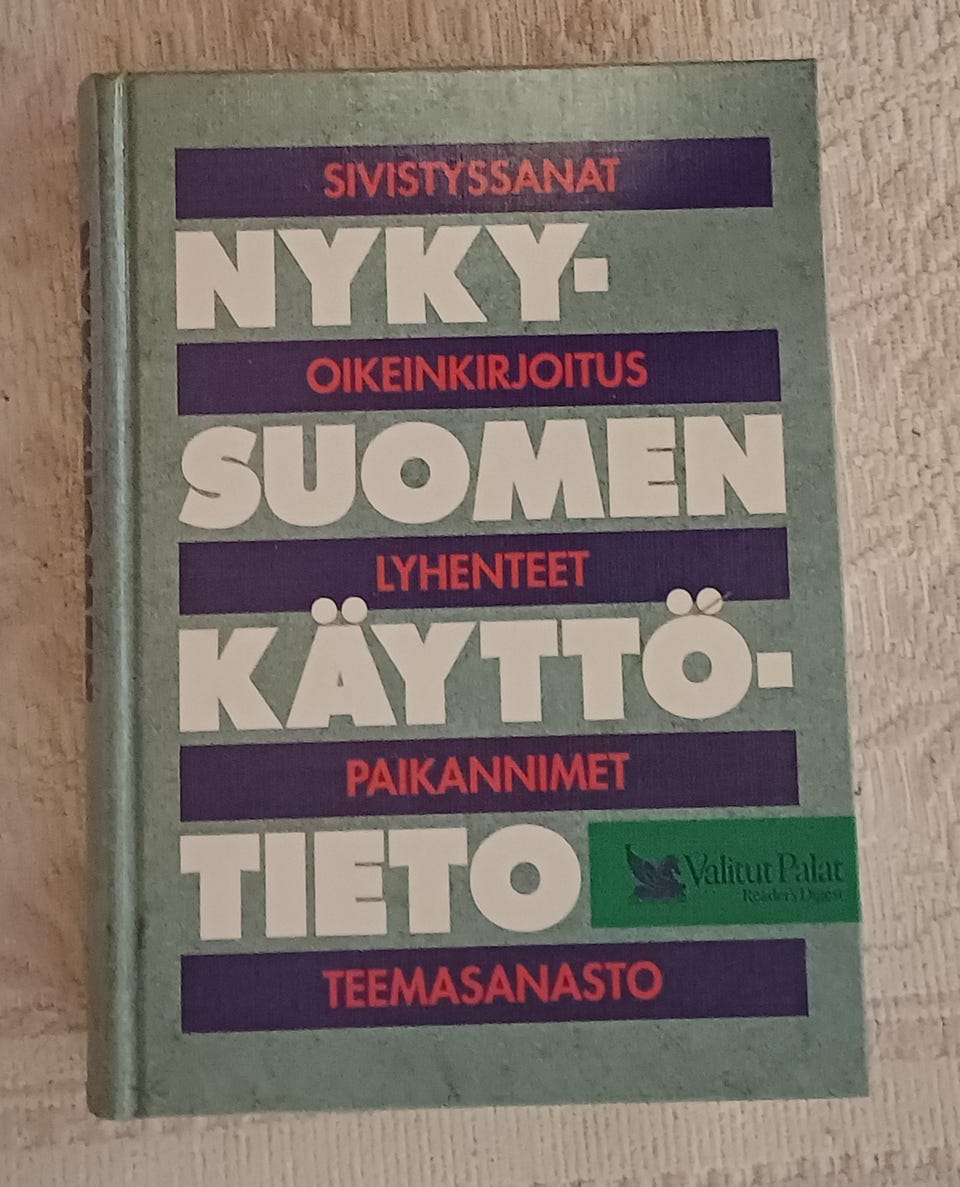 SIVISTYSSANAT
NYKY-
OIKEINKIRJOITUS
SUOMEN
LYHENTEET
KÄYTTÖ-
PAIKANNIMET
TIETO
Valitut Palat
Reader's Digest
TEEMASANASTO